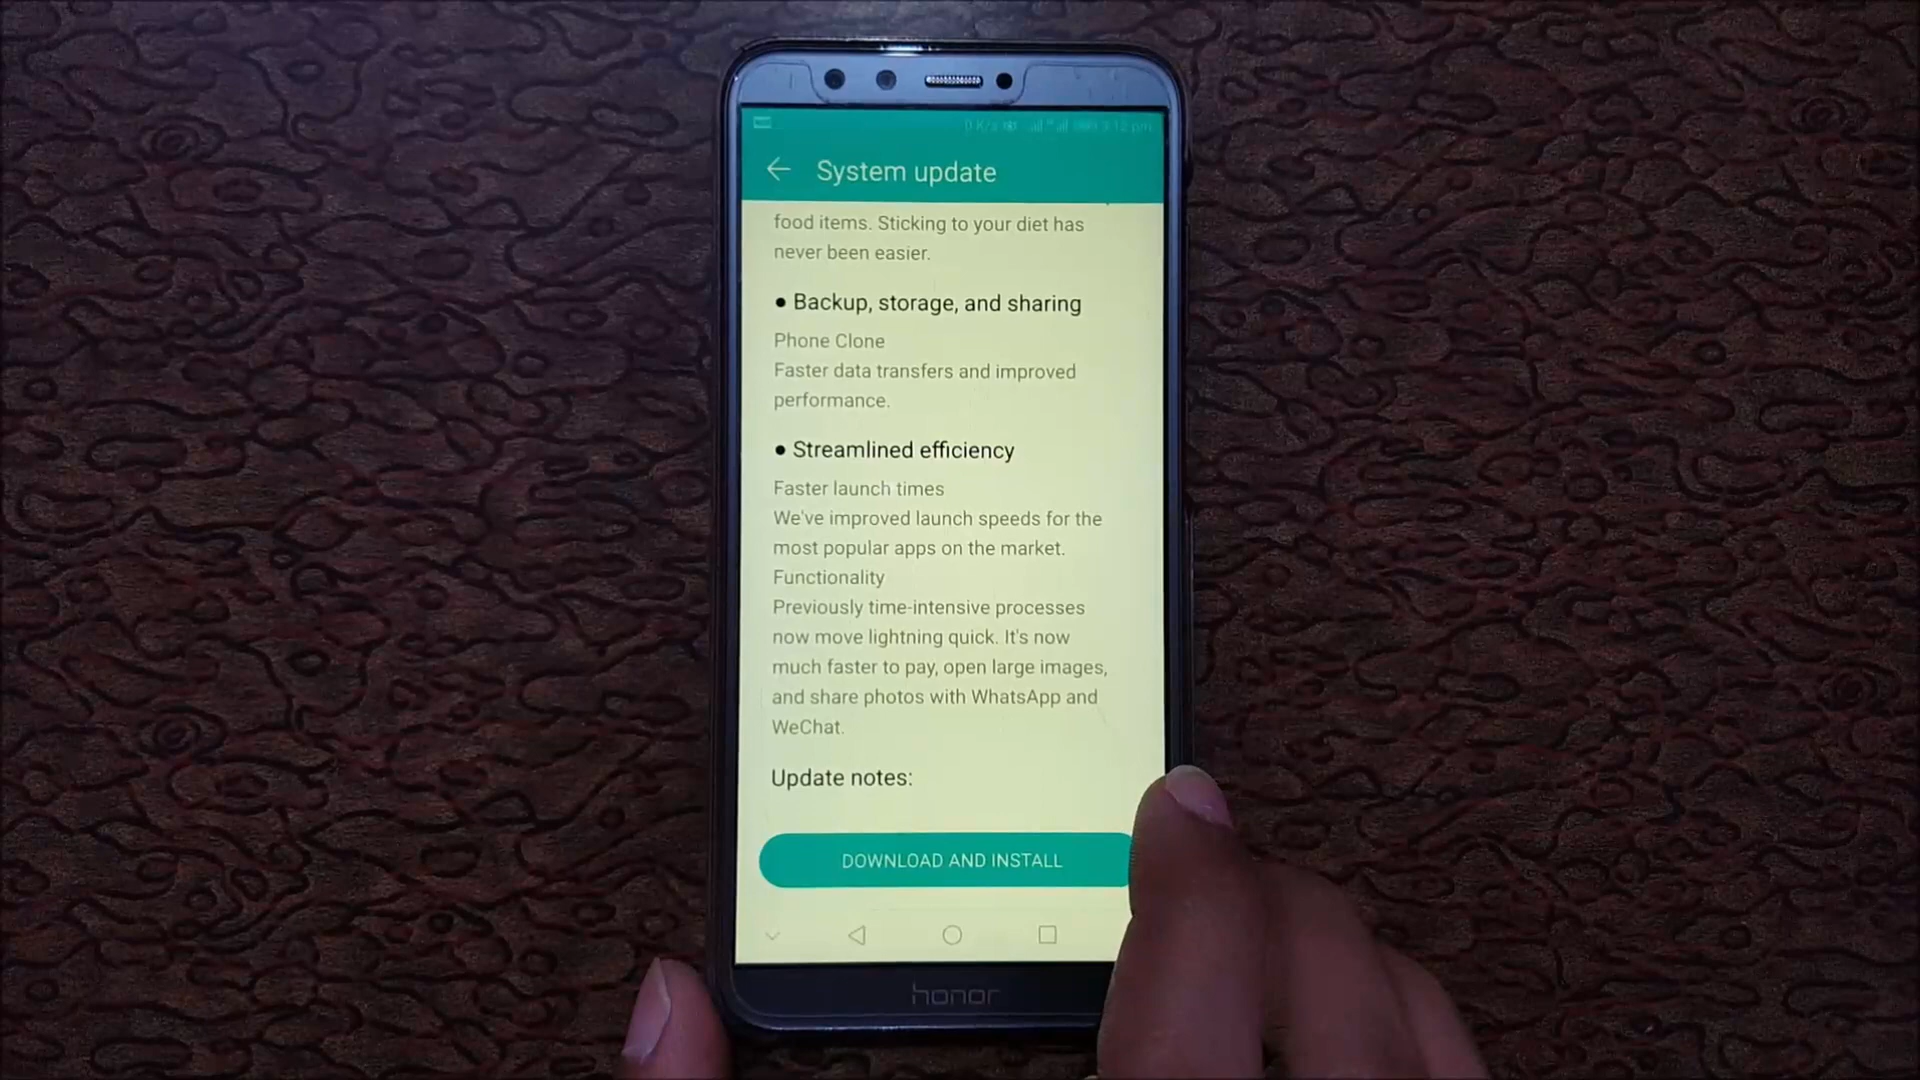 System update
food items. Sticking to your diet has
never been easier.
● Backup, storage, and sharing
Phone Clone
Faster data transfers and improved
performance.
● Streamlined efficiency
Faster launch times
We've improved launch speeds for the
most popular apps on the market.
Functionality
Previously time-intensive processes
now move lightning quick. It's now
much faster to pay, open large images,
and share photos with WhatsApp and
WeChat.
Update notes:
DOWNLOAD AND INSTALL
honor